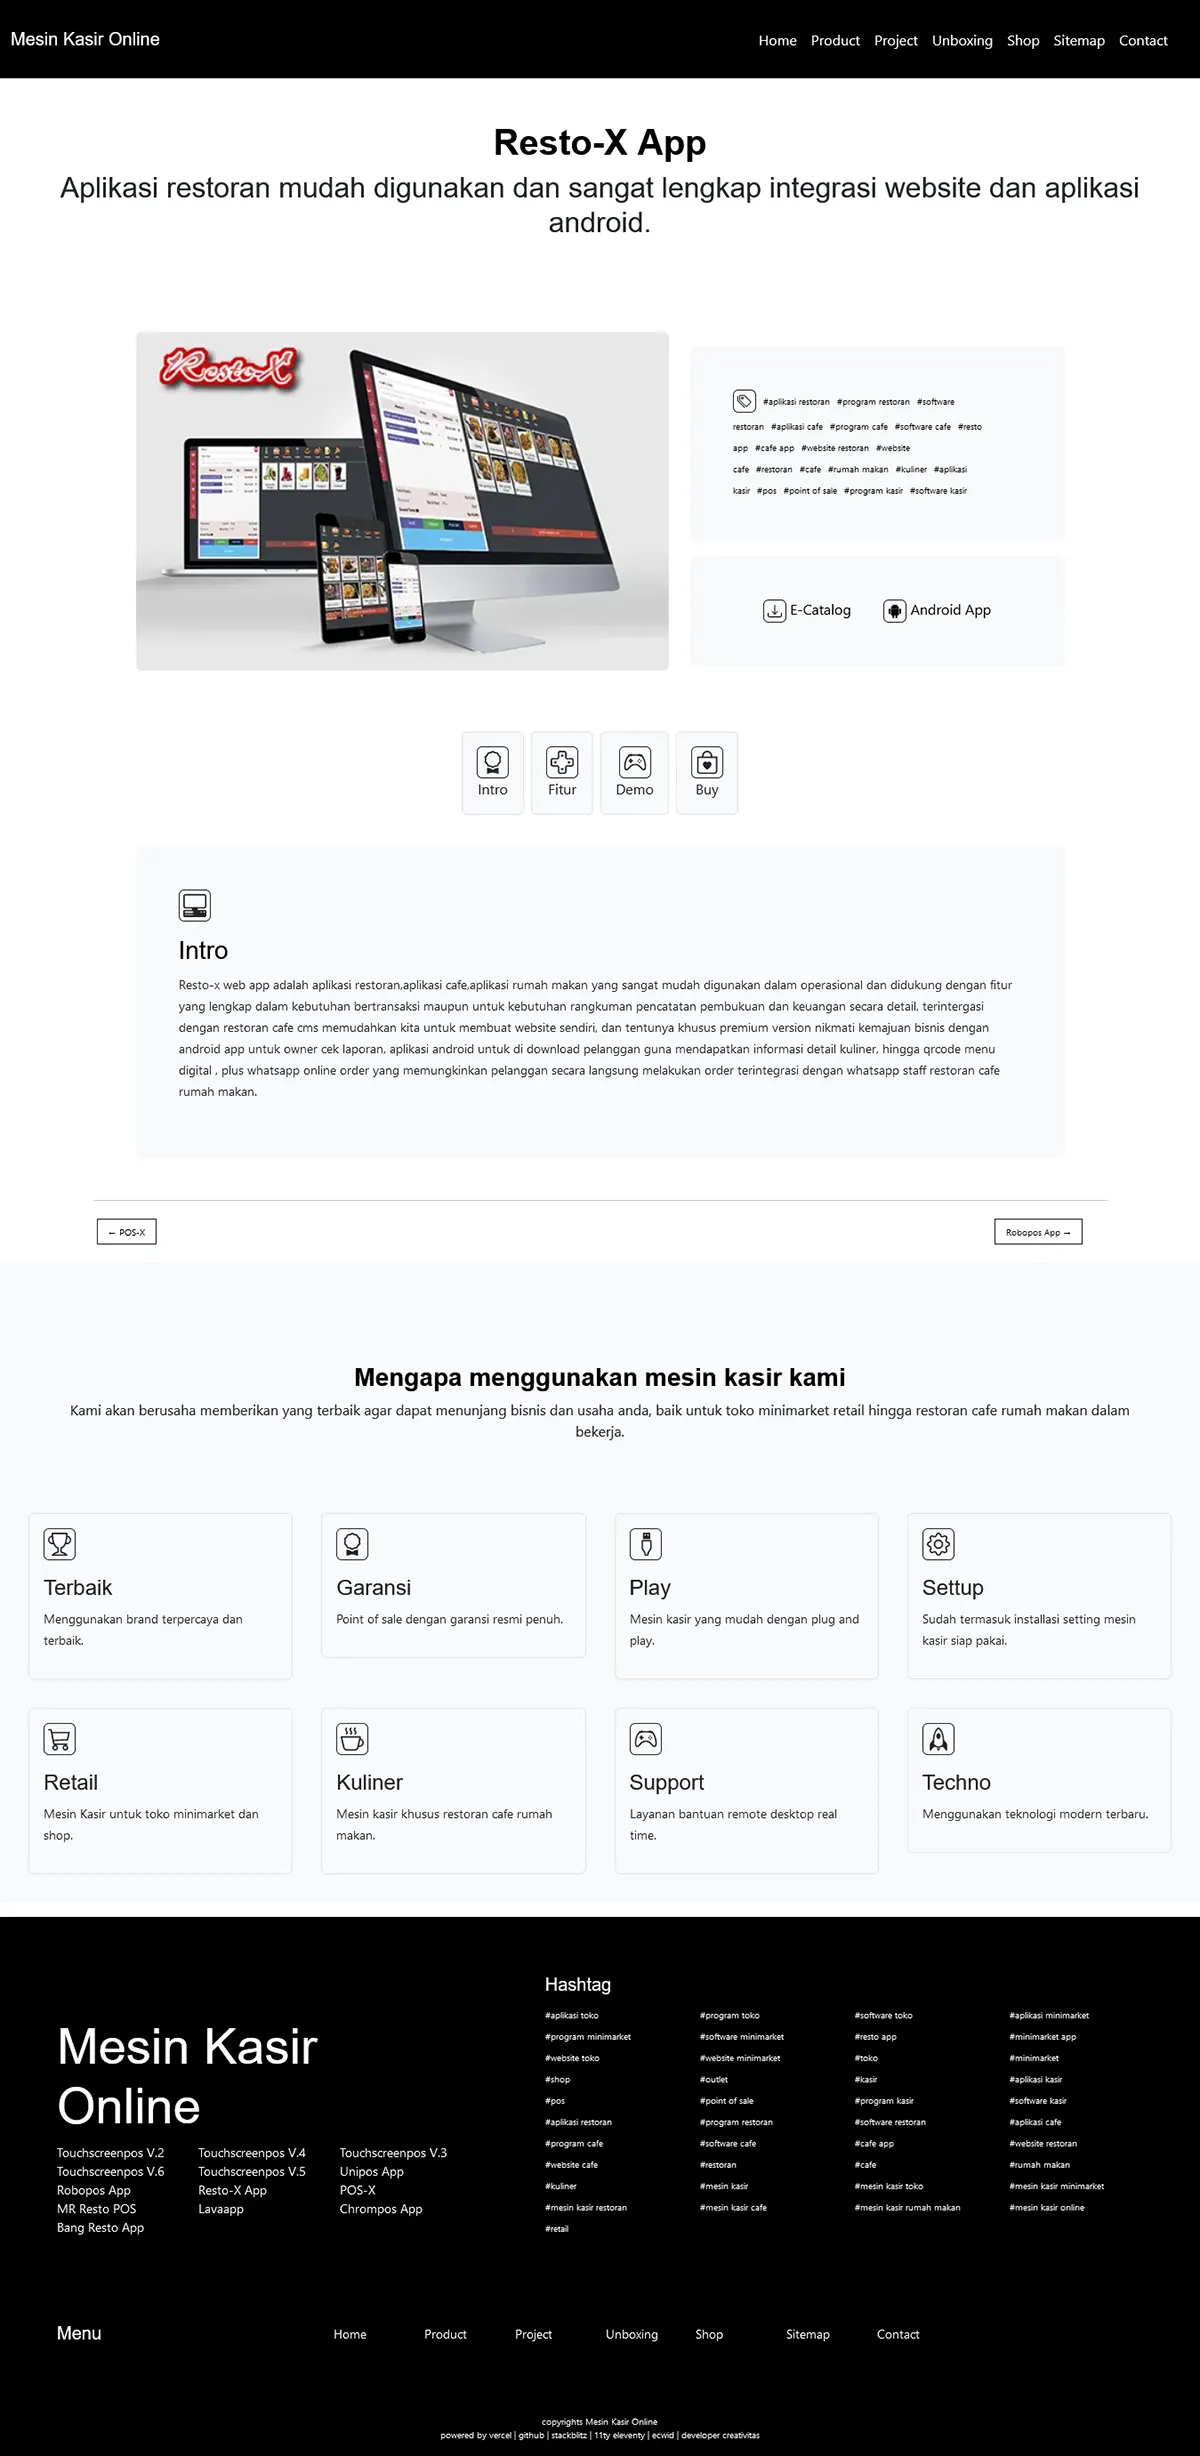 Mesin Kasir Online
Home Product Project Unboxing Shop Sitemap Contact
Resto-X App
Aplikasi restoran mudah digunakan dan sangat lengkap integrasi website dan aplikasi
android.
Resto-X
#aplikasi restoran #program restoran #software
restoran #aplikasi cafe #program cafe #software cafe #resto
app #cafe app #website restoran #website
cafe #restoran #cafe #rumah makan #kuliner #aplikasi
kasir #pos #point of sale #program kasir #software kasir
E-Catalog Android App
Intro Fitur Demo Buy
Intro
Resto-x web app adalah aplikasi restoran,aplikasi cafe,aplikasi rumah makan yang sangat mudah digunakan dalam operasional dan didukung dengan fitur
yang lengkap dalam kebutuhan bertransaksi maupun untuk kebutuhan rangkuman pencatatan pembukuan dan keuangan secara detail, terintergasi
dengan restoran cafe cms memudahkan kita untuk membuat website sendiri, dan tentunya khusus premium version nikmati kemajuan bisnis dengan
android app untuk owner cek laporan, aplikasi android untuk di download pelanggan guna mendapatkan informasi detail kuliner, hingga qrcode menu
digital , plus whatsapp online order yang memungkinkan pelanggan secara langsung melakukan order terintegrasi dengan whatsapp staff restoran cafe
rumah makan.
← POS-X
Robopos App →
Mengapa menggunakan mesin kasir kami
Kami akan berusaha memberikan yang terbaik agar dapat menunjang bisnis dan usaha anda, baik untuk toko minimarket retail hingga restoran cafe rumah makan dalam
bekerja.
Terbaik
Menggunakan brand terpercaya dan
terbaik.
Garansi
Point of sale dengan garansi resmi penuh.
Play
Mesin kasir yang mudah dengan plug and
play.
Settup
Sudah termasuk installasi setting mesin
kasir siap pakai.
Retail
Mesin Kasir untuk toko minimarket dan
shop.
Kuliner
Mesin kasir khusus restoran cafe rumah
makan.
Support
Layanan bantuan remote desktop real
time.
Techno
Menggunakan teknologi modern terbaru.
Mesin Kasir
Online
Touchscreenpos V.2 Touchscreenpos V.4 Touchscreenpos V.3
Touchscreenpos V.6 Touchscreenpos V.5 Unipos App
Robopos App Resto-X App POS-X
MR Resto POS Lavaapp Chrompos App
Bang Resto App
Hashtag
#aplikasi toko #program toko #software toko #aplikasi minimarket
#program minimarket #software minimarket #resto app #minimarket app
#website toko #website minimarket #toko #minimarket
#shop #outlet #kasir #aplikasi kasir
#pos #point of sale #program kasir #software kasir
#aplikasi restoran #program restoran #software restoran #aplikasi cafe
#program cafe #software cafe #cafe app #website restoran
#website cafe #restoran #cafe #rumah makan
#kuliner #mesin kasir #mesin kasir toko #mesin kasir minimarket
#mesin kasir restoran #mesin kasir cafe #mesin kasir rumah makan #mesin kasir online
#retail
Menu
Home Product Project Unboxing Shop Sitemap Contact
copyrights Mesin Kasir Online
powered by vercel | github | stackblitz | 11ty eleventy | ecwid | developer creativitas